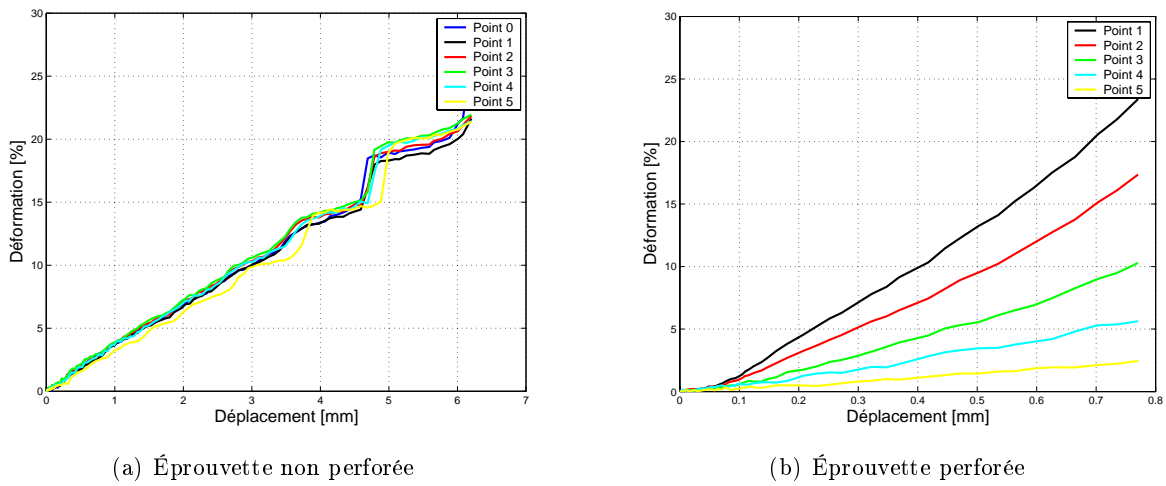 30
25
20
15
10
5
0
Déformation [%]
0 1 2 3 4 5 6 7
Déplacement [mm]
Point 0
Point 1
Point 2
Point 3
Point 4
Point 5
(a) Éprouvette non perforée
30
25
20
15
10
5
0
Déformation [%]
0 0.1 0.2 0.3 0.4 0.5 0.6 0.7 0.8
Déplacement [mm]
Point 1
Point 2
Point 3
Point 4
Point 5
(b) Éprouvette perforée